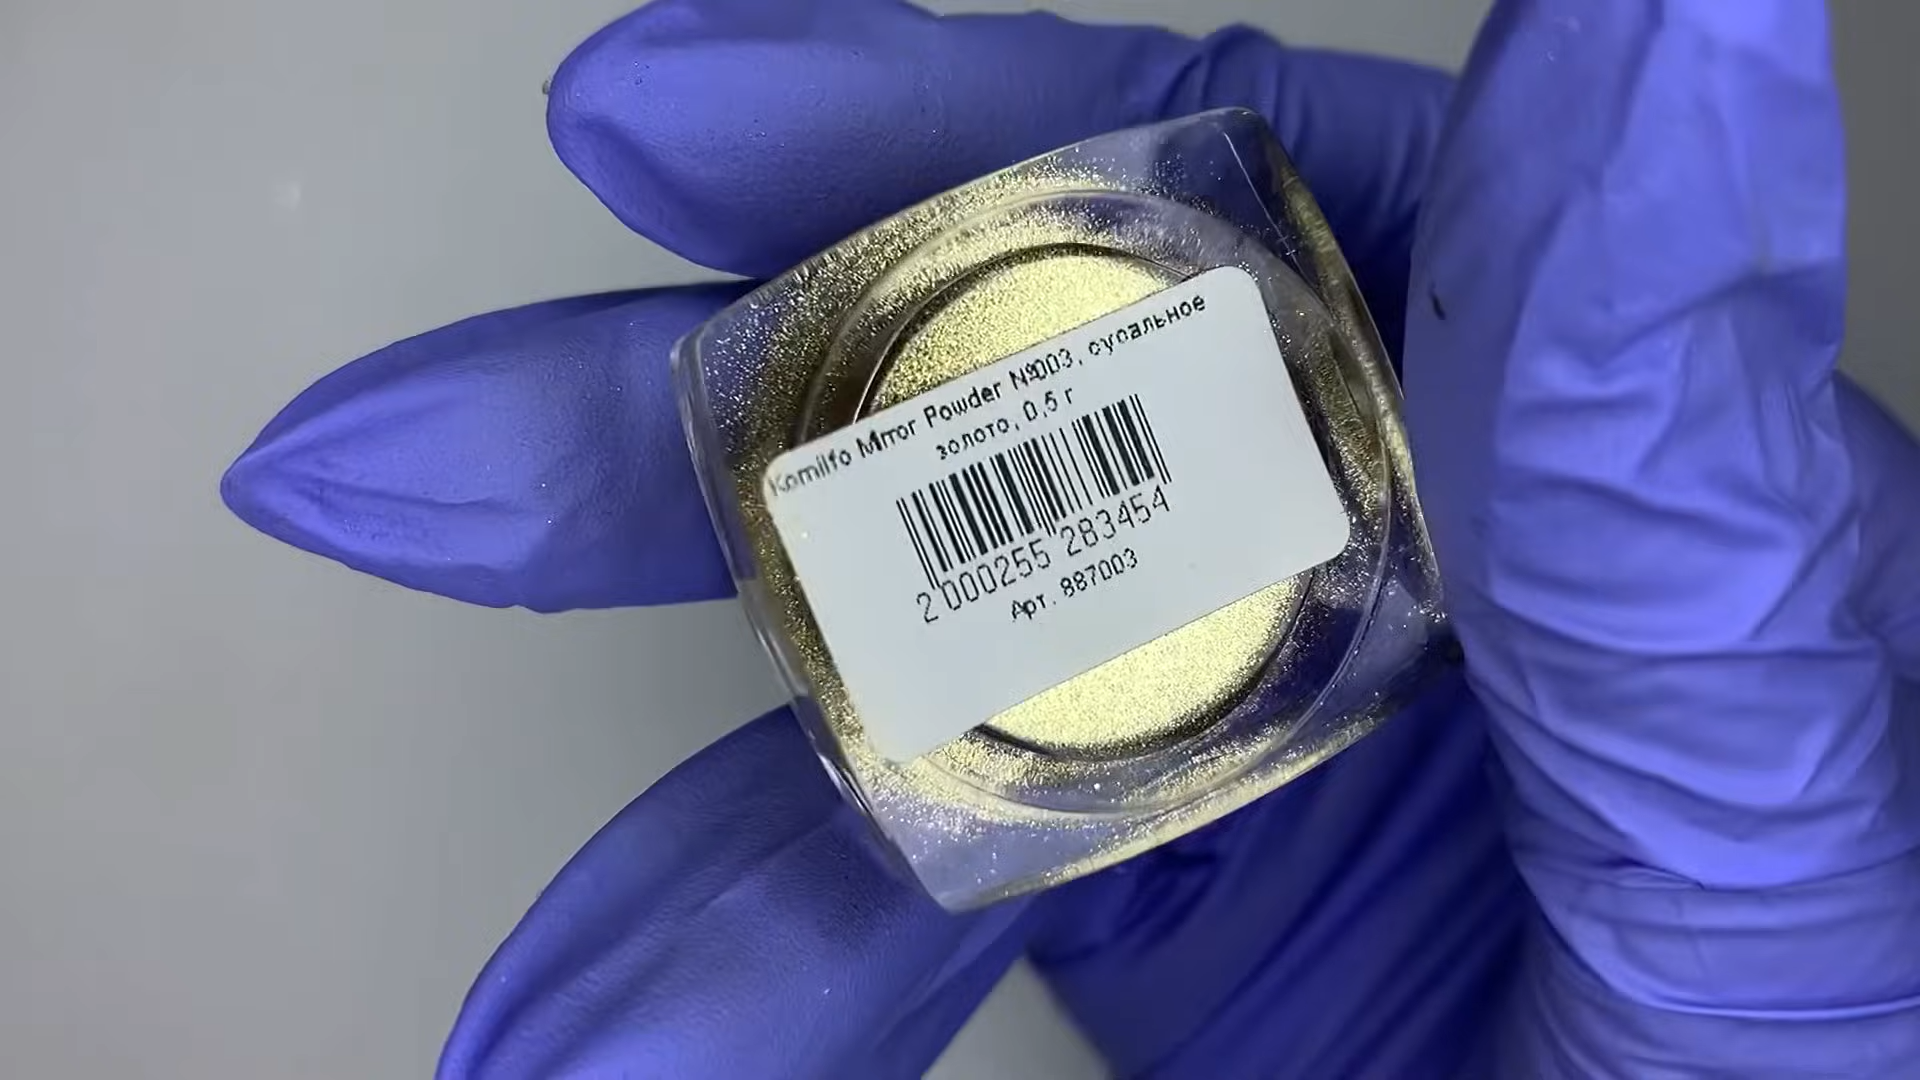 Komilfo Mirror Powder №003, сусальное
золото, 0,5 г
2 000255 283454
Арт. 887003